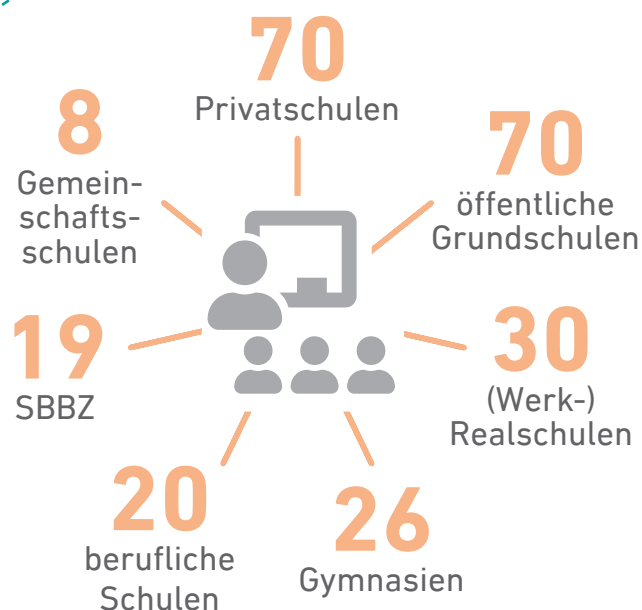 70
Privatschulen
70
öffentliche
Grundschulen
30
(Werk-)
Realschulen
26
Gymnasien
20
berufliche
Schulen
19
SBBZ
8
Gemein-
schafts-
schulen